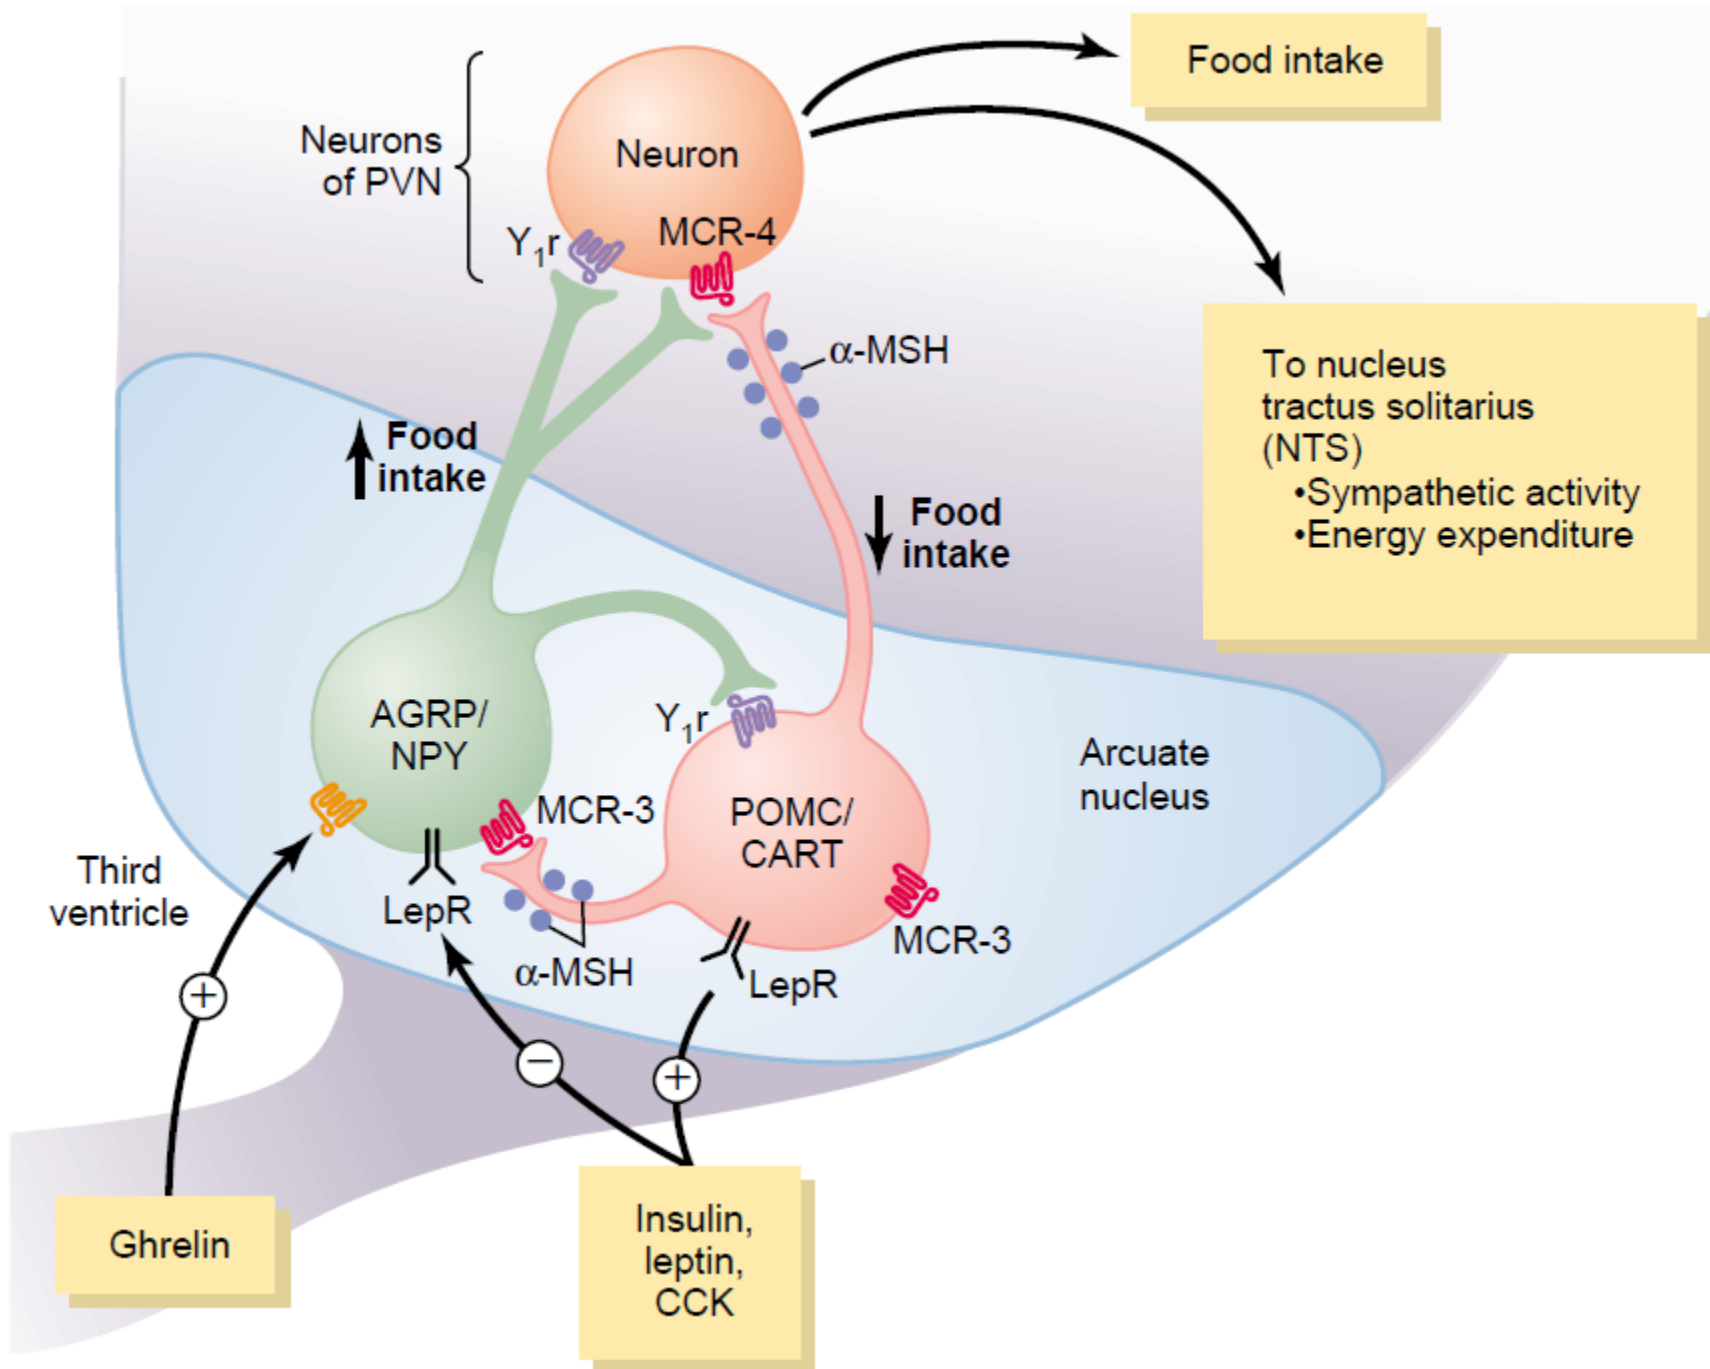 Food intake
Neurons
of PVN
Neuron
Y₁r
MCR-4
α-MSH
To nucleus
tractus solitarius
(NTS)
•Sympathetic activity
•Energy expenditure
Food
intake
Food
intake
AGRP/
NPY
Y₁r
MCR-3
POMC/
CART
Arcuate
nucleus
Third
ventricle
LepR
α-MSH
LepR
MCR-3
+
−
+
Ghrelin
Insulin,
leptin,
CCK